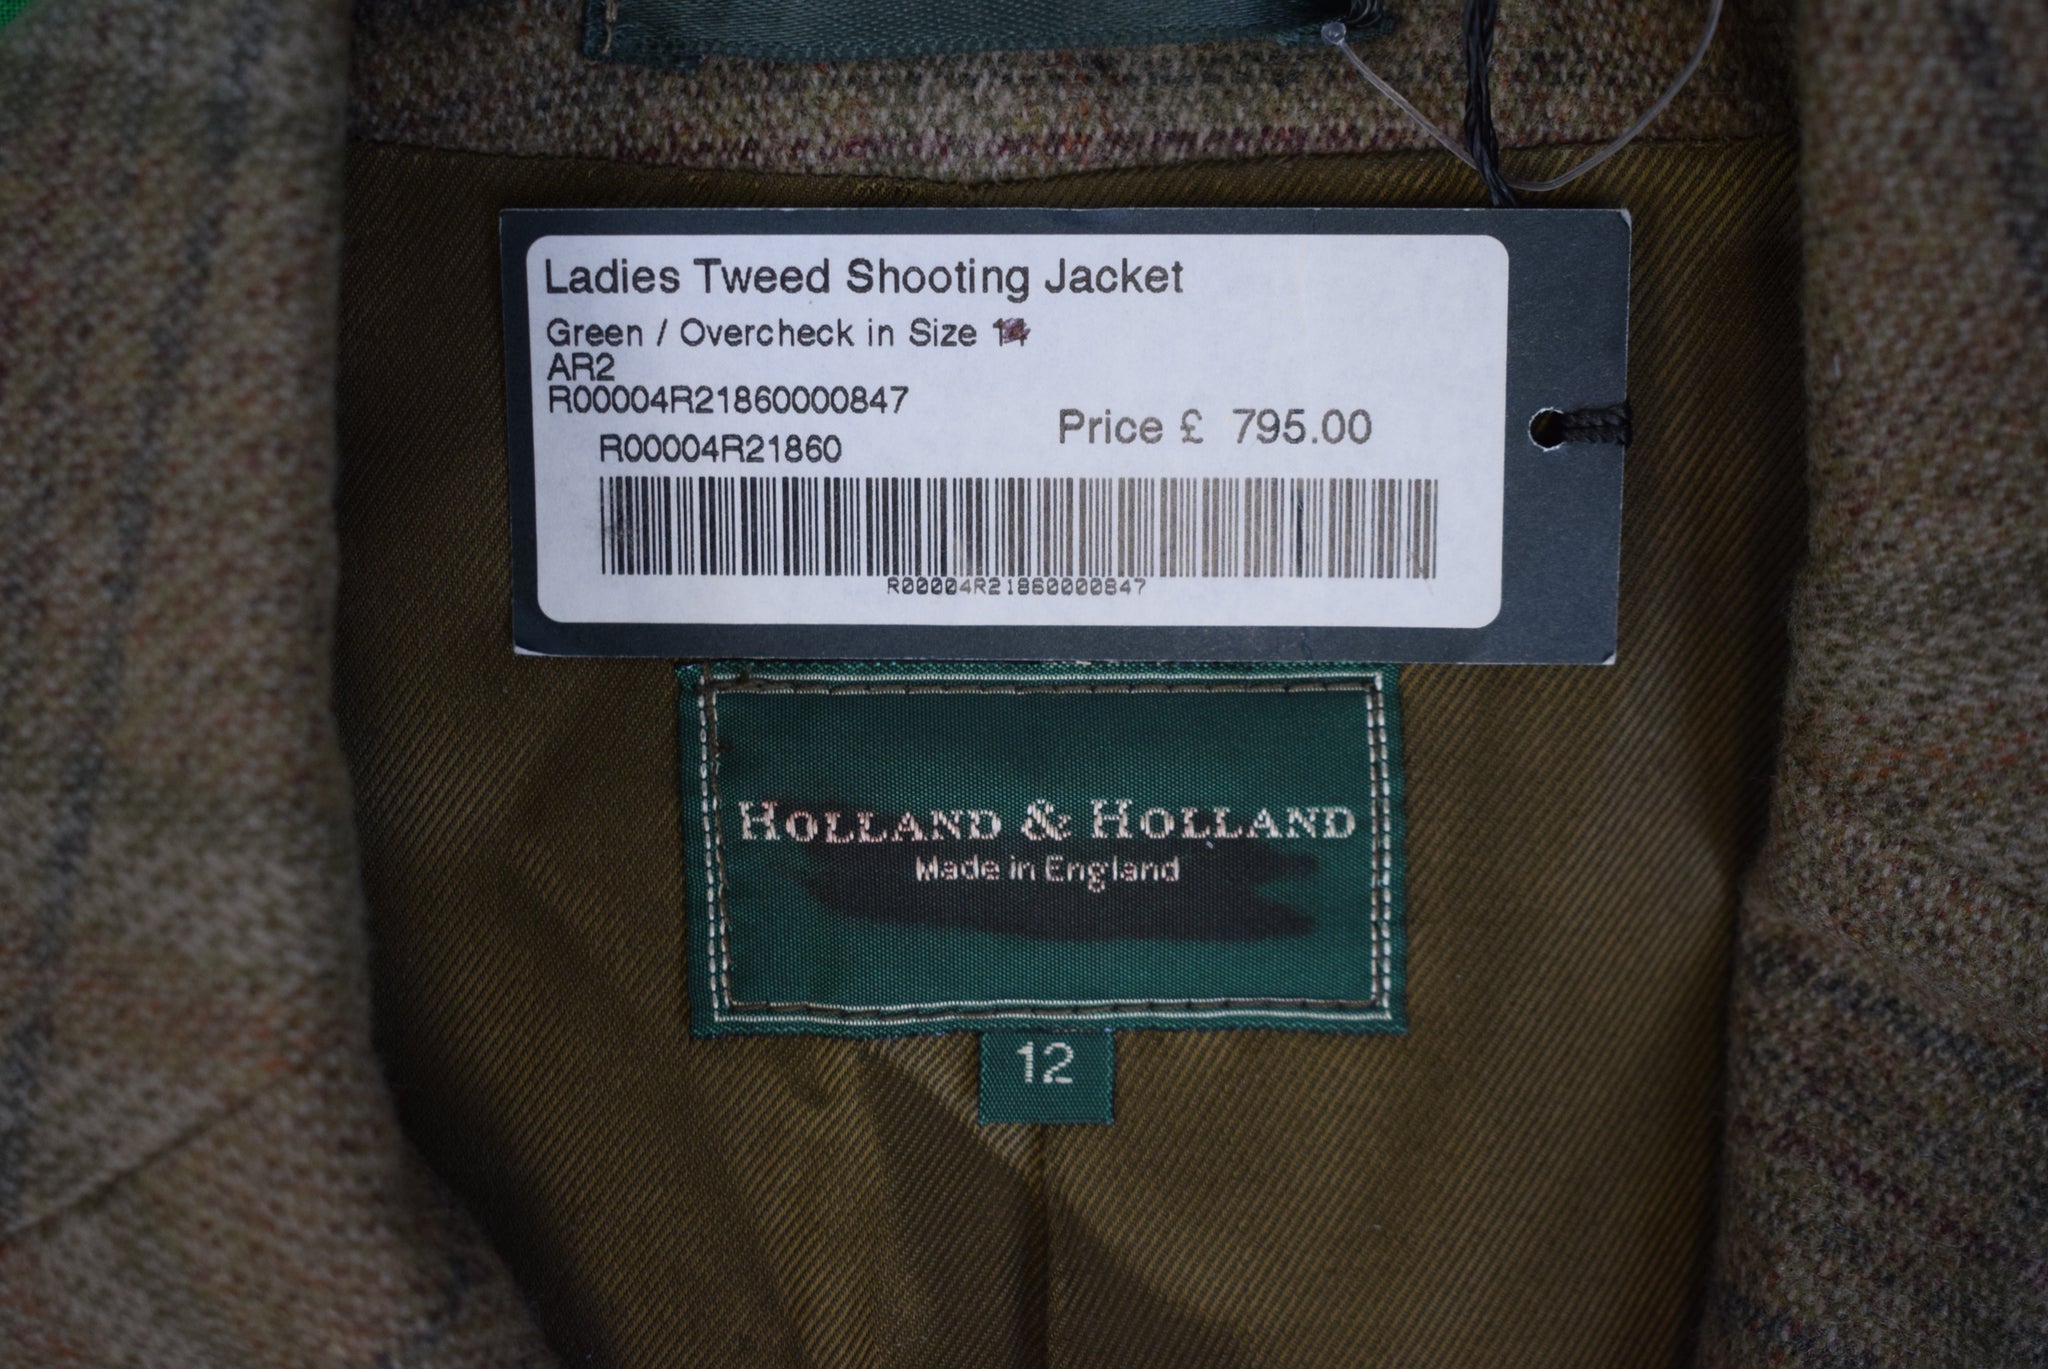 Ladies Tweed Shooting Jacket
Green / Overcheck in Size
AR2
R00004R21860000847
Price £ 795.00
R00004R21860
R00004R21860000847
HOLLAND & HOLLAND
Made in England
12